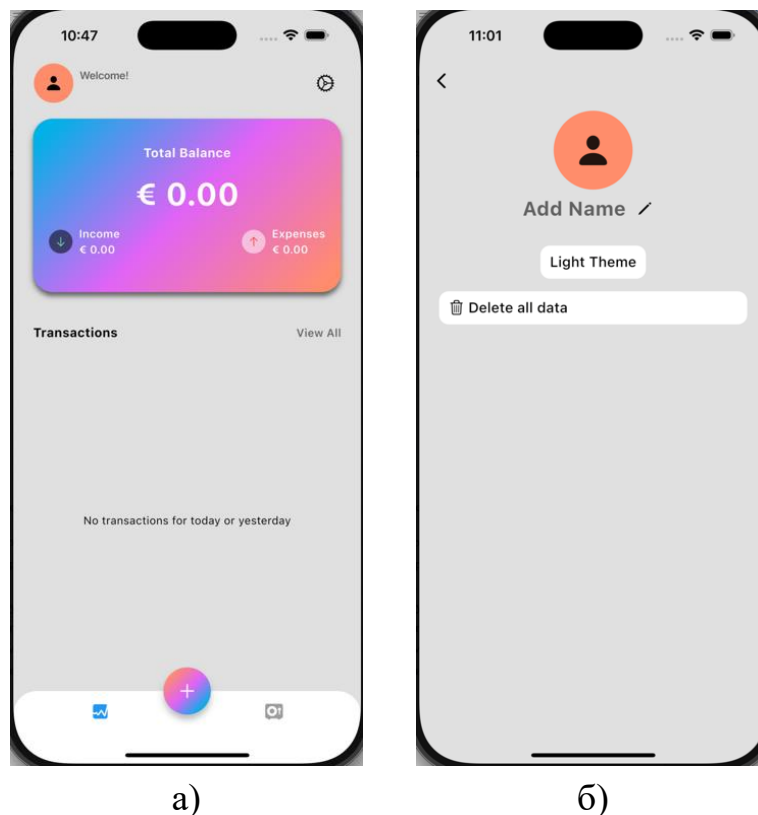 10:47
Welcome!
Total Balance
€ 0.00
Income
€ 0.00
Expenses
€ 0.00
Transactions
View All
No transactions for today or yesterday
а)
11:01
Add Name
Light Theme
Delete all data
б)